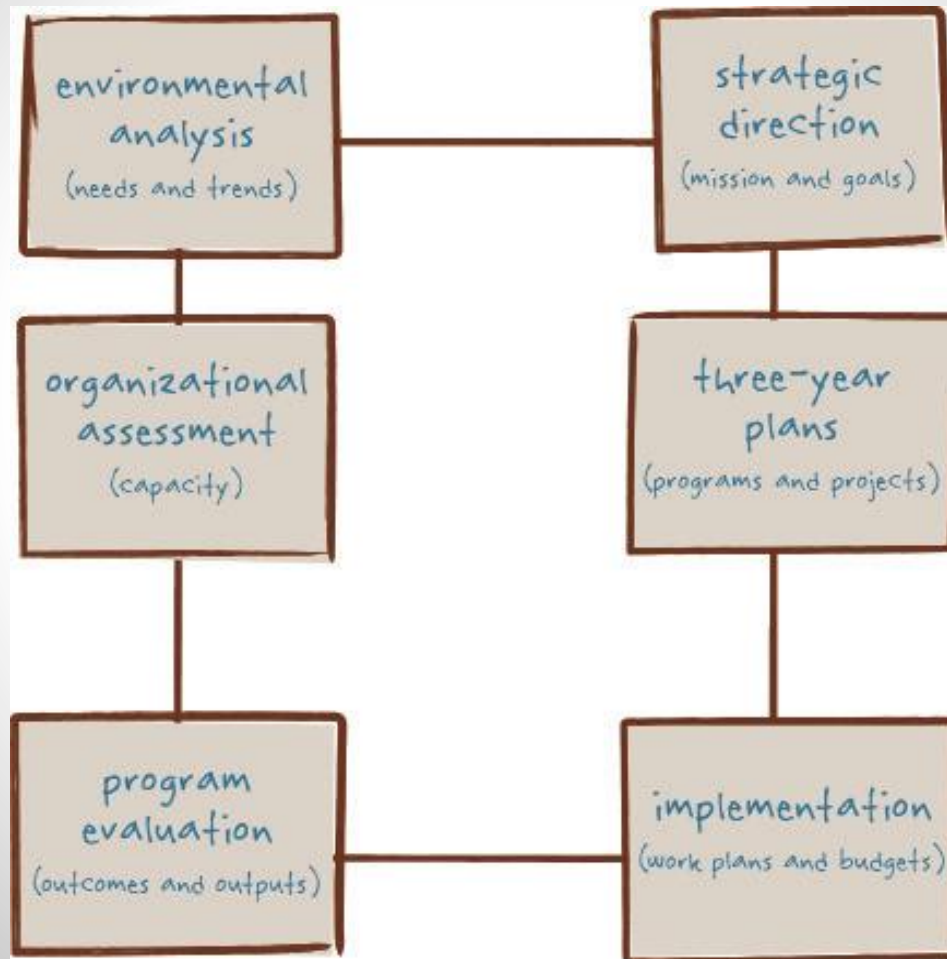 environmental
analysis
(needs and trends)
strategic
direction
(mission and goals)
organizational
assessment
(capacity)
three-year
plans
(programs and projects)
program
evaluation
(outcomes and outputs)
implementation
(work plans and budgets)